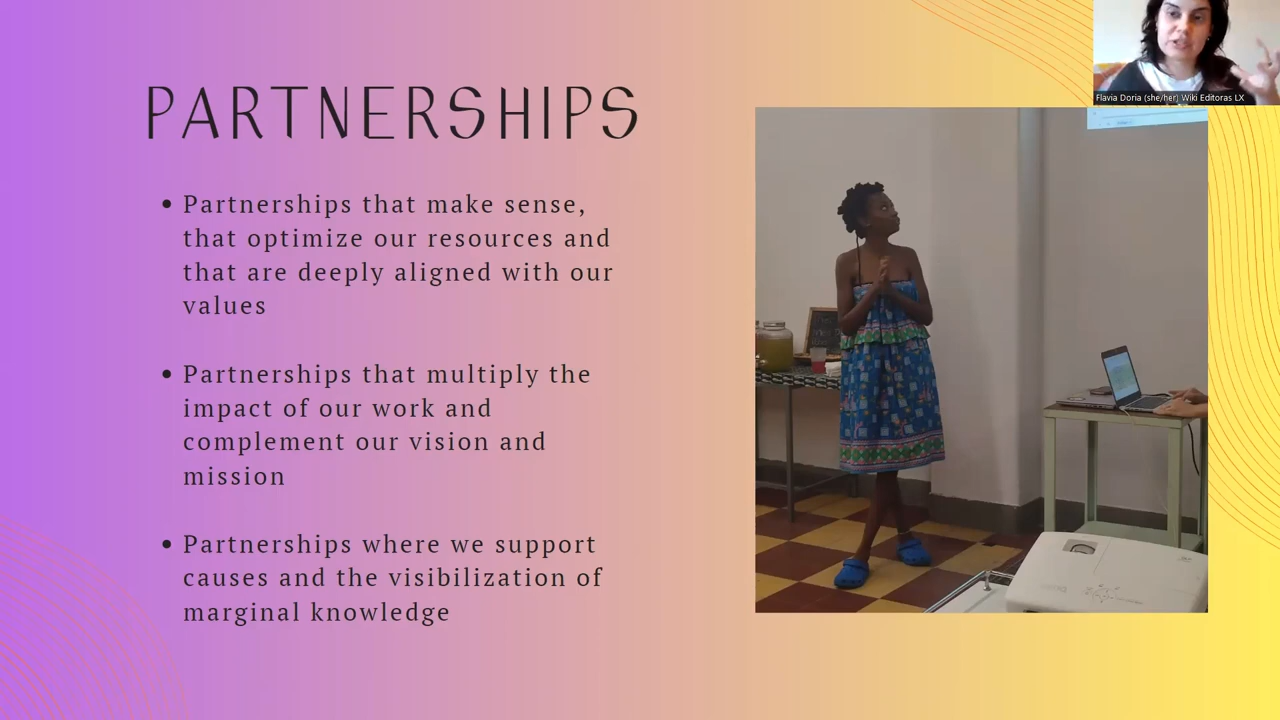 PARTNERSHIPS
• Partnerships that make sense,
that optimize our resources and
that are deeply aligned with our
values
• Partnerships that multiply the
impact of our work and
complement our vision and
mission
• Partnerships where we support
causes and the visibilization of
marginal knowledge
Flavia Doria (she/her) Wiki Editoras LX